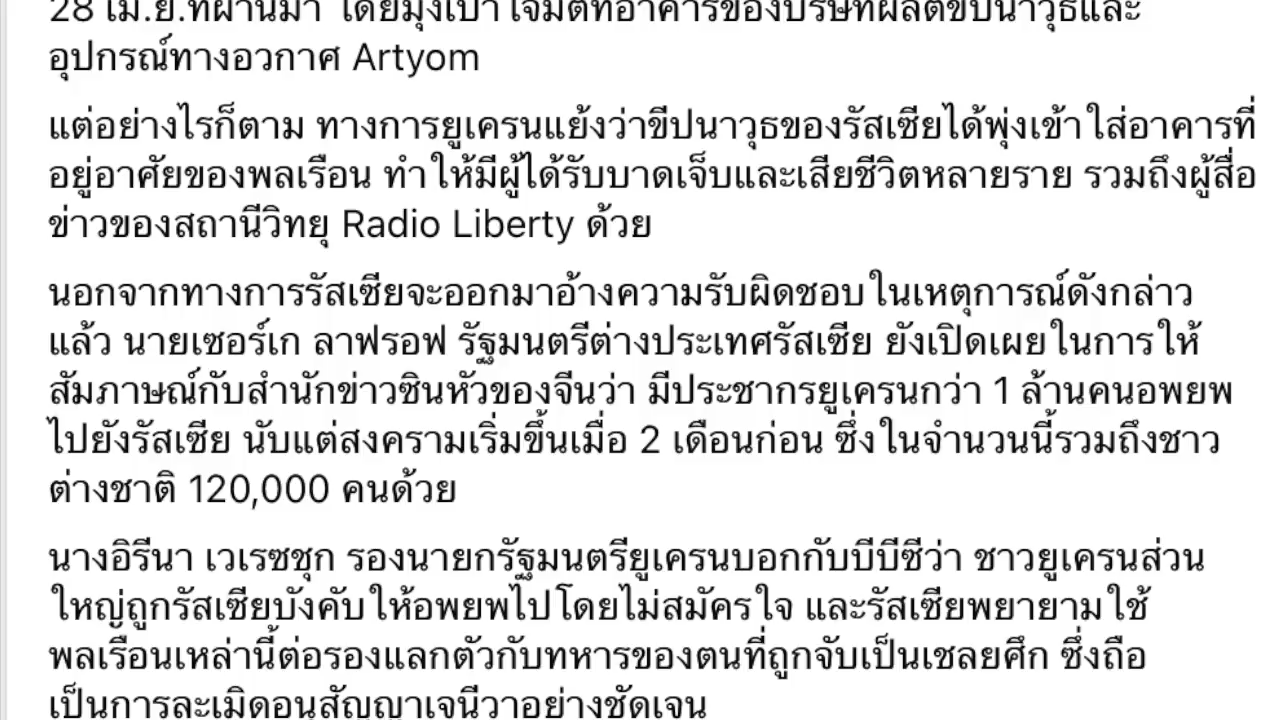 28 เม.ย.ที่ผ่านมา โดยมุ่งเป้าโจมตีที่อาคารของบริษัทผลิตขีปนาวุธและ
อุปกรณ์ทางอวกาศ Artyom
แต่อย่างไรก็ตาม ทางการยูเครนแย้งว่าขีปนาวุธของรัสเซียได้พุ่งเข้าใส่อาคารที่
อยู่อาศัยของพลเรือน ทำให้มีผู้ได้รับบาดเจ็บและเสียชีวิตหลายราย รวมถึงผู้สื่อ
ข่าวของสถานีวิทยุ Radio Liberty ด้วย
นอกจากทางการรัสเซียจะออกมาอ้างความรับผิดชอบในเหตุการณ์ดังกล่าว
แล้ว นายเซอร์เก ลาฟรอฟ รัฐมนตรีต่างประเทศรัสเซีย ยังเปิดเผยในการให้
สัมภาษณ์กับสำนักข่าวซินหัวของจีนว่า มีประชากรยูเครนกว่า 1 ล้านคนอพยพ
ไปยังรัสเซีย นับแต่สงครามเริ่มขึ้นเมื่อ 2 เดือนก่อน ซึ่งในจำนวนนี้รวมถึงชาว
ต่างชาติ 120,000 คนด้วย
นางอิรีนา เวเรซชุก รองนายกรัฐมนตรียูเครนบอกกับบีบีซีว่า ชาวยูเครนส่วน
ใหญ่ถูกรัสเซียบังคับให้อพยพไปโดยไม่สมัครใจ และรัสเซียพยายามใช้
พลเรือนเหล่านี้ต่อรองแลกตัวกับทหารของตนที่ถูกจับเป็นเชลยศึก ซึ่งถือ
เป็นการละเมิดอนุสัญญาเจนีวาอย่างชัดเจน